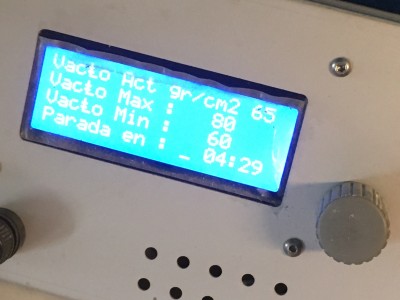 Vacio Act gr/cm2 65
Vacio Max : 80
Vacio Min : 60
Parada en : _ 04:29